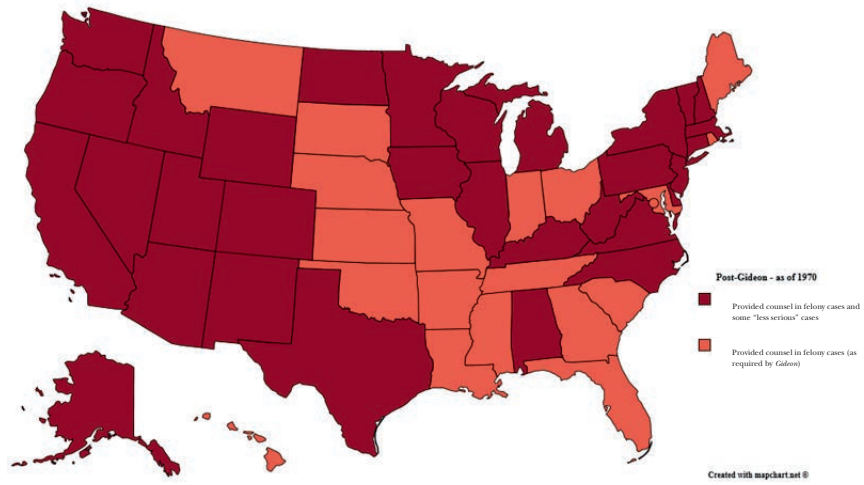 Post-Gideon - as of 1970
Provided counsel in felony cases and
some “less serious” cases
Provided counsel in felony cases (as
required by Gideon)
Created with mapchart.net ®